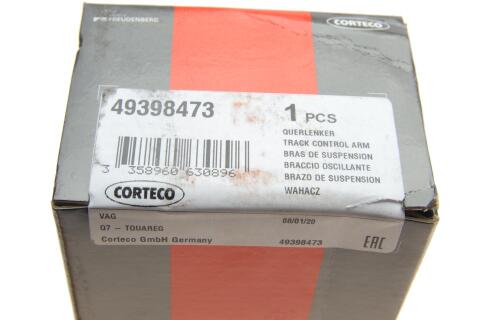 FREUDENBERG
CORTECO
49398473
1 PCS
QUERLENKER
TRACK CONTROL ARM
BRAS DE SUSPENSION
BRACCIO OSCILLANTE
BRAZO DE SUSPENSION
WAHACZ
3 358960 630896
CORTECO
VAG 08/01/20
Q7 - TOUAREG
Corteco GmbH Germany 49398473
EAC